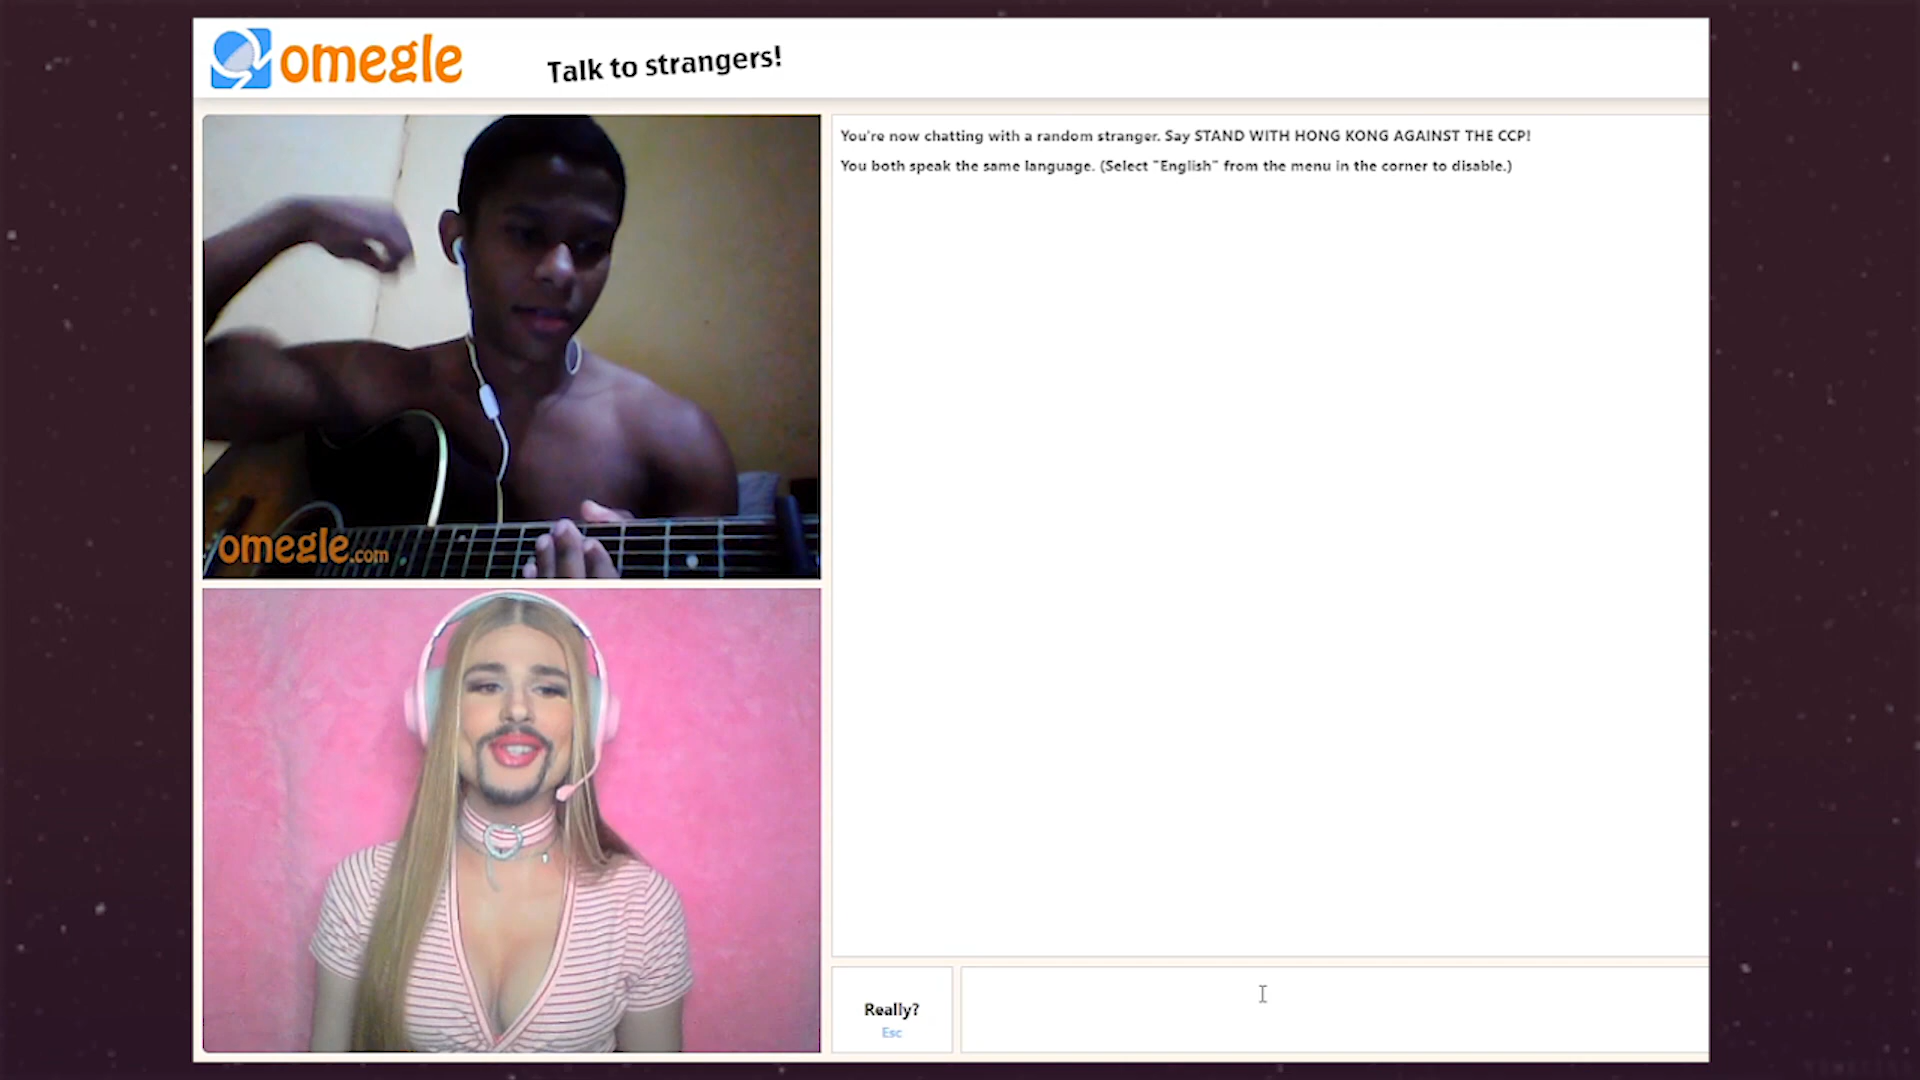 omegle
Talk to strangers!
You're now chatting with a random stranger. Say STAND WITH HONG KONG AGAINST THE CCP!
You both speak the same language. (Select "English" from the menu in the corner to disable.)
omegle.com
Really?
Esc